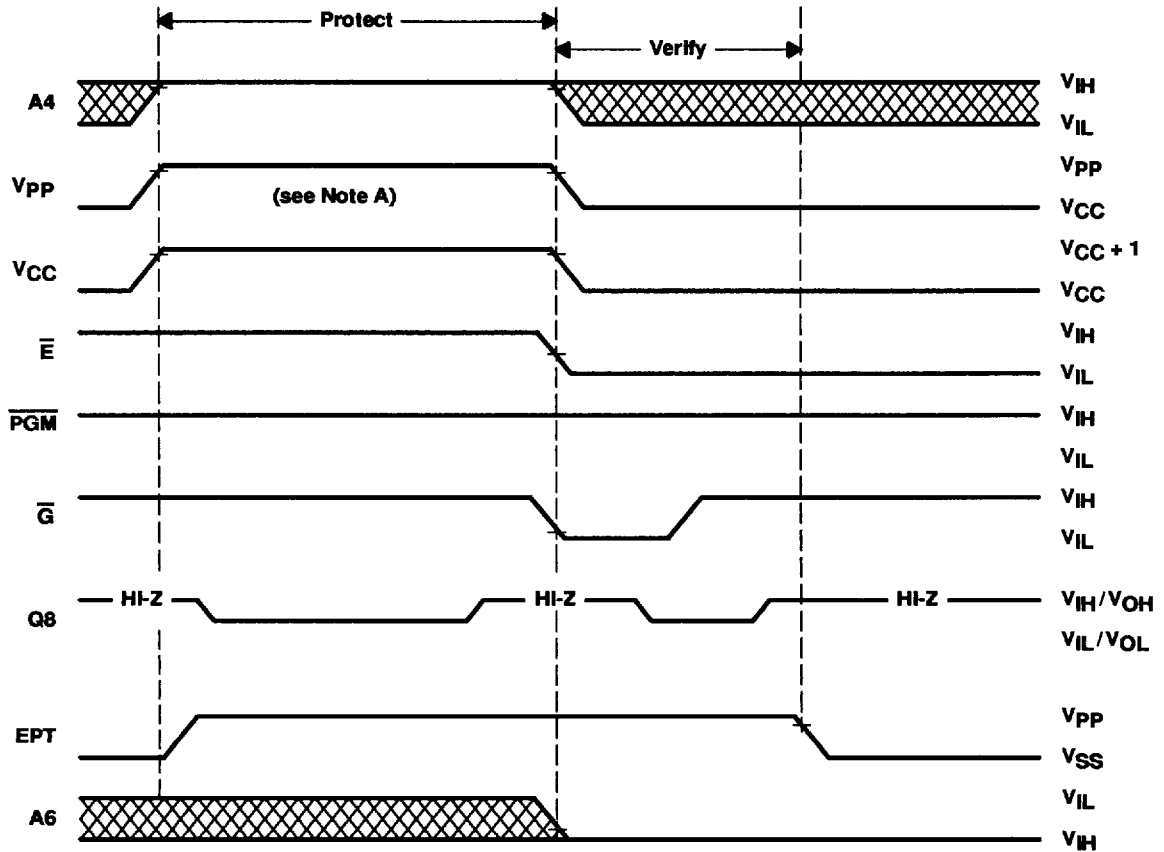 Protect
Verify
A4 VIH
VIL
VPP (see Note A) VPP
VCC
VCC VCC + 1
VCC
E VIH
VIL
PGM VIH
VIL
G VIH
VIL
Q8 HI-Z HI-Z HI-Z VIH/VOH
VIL/VOL
EPT VPP
VSS
A6 VIL
VIH